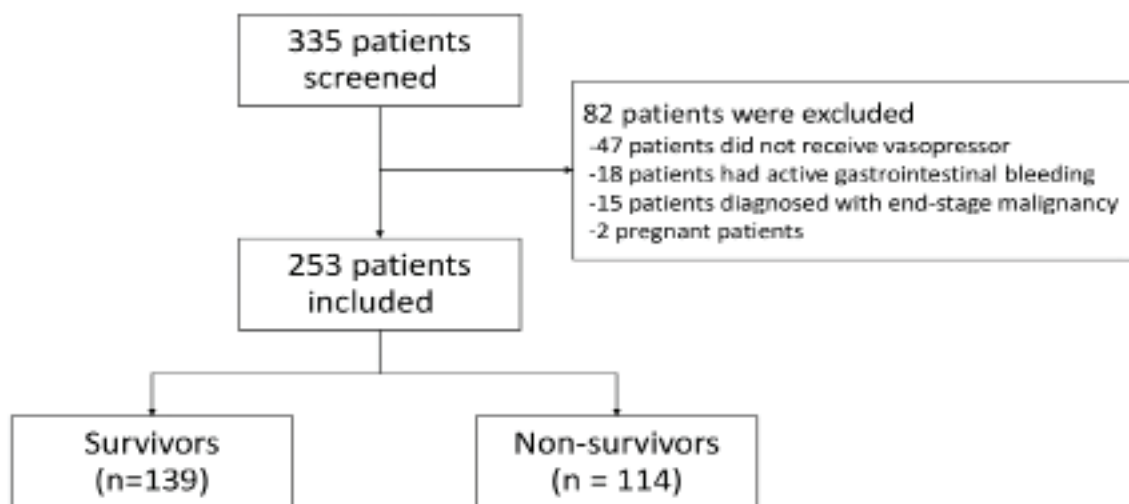 335 patients
screened
82 patients were excluded
-47 patients did not receive vasopressor
-18 patients had active gastrointestinal bleeding
-15 patients diagnosed with end-stage malignancy
-2 pregnant patients
253 patients
included
Survivors
(n=139)
Non-survivors
(n = 114)